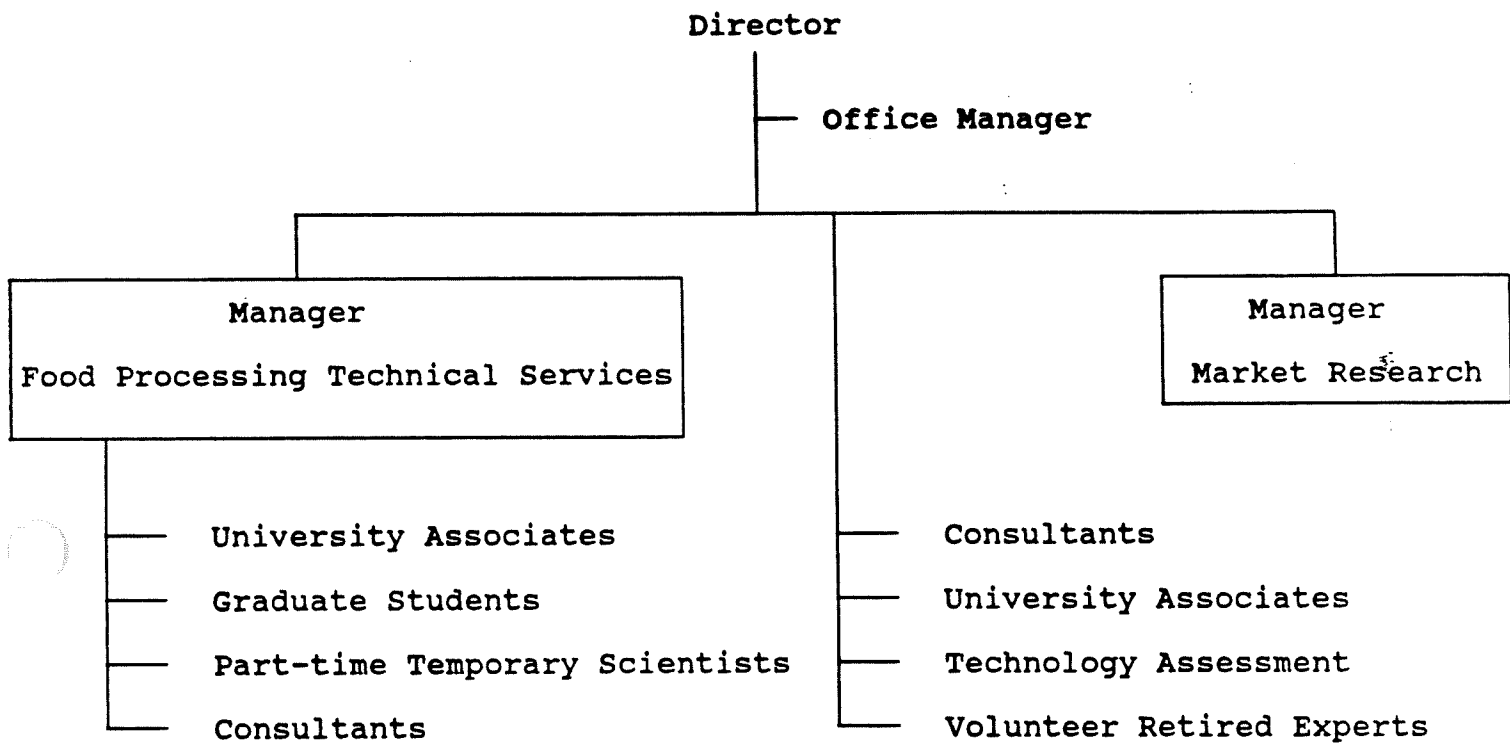 Director
Office Manager
Manager
Food Processing Technical Services
Manager
Market Research
University Associates
Graduate Students
Part-time Temporary Scientists
Consultants
Consultants
University Associates
Technology Assessment
Volunteer Retired Experts